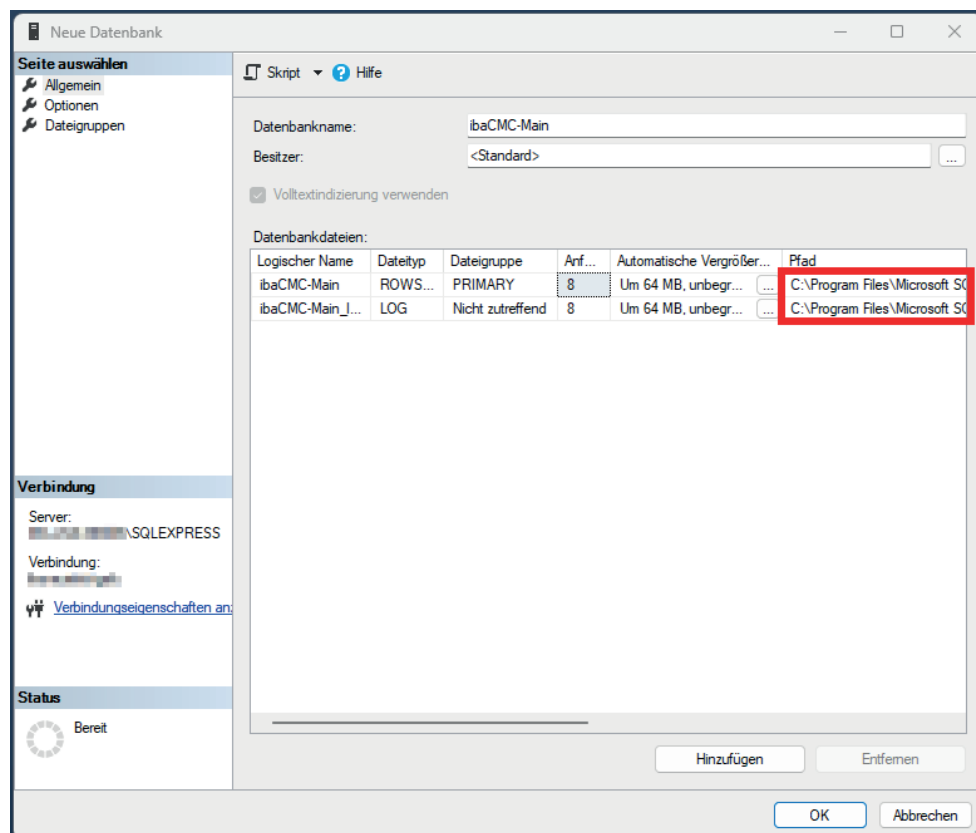 Neue Datenbank
Seite auswählen
Allgemein
Optionen
Dateigruppen
Skript
Hilfe
Datenbankname: ibaCMC-Main
Besitzer: <Standard> ...
Volltextindizierung verwenden
Datenbankdateien:
Logischer Name Dateityp Dateigruppe Anf... Automatische Vergrößer... Pfad
ibaCMC-Main ROWS... PRIMARY 8 Um 64 MB, unbegr... ... C:\Program Files\Microsoft SQ
ibaCMC-Main_l... LOG Nicht zutreffend 8 Um 64 MB, unbegr... ... C:\Program Files\Microsoft SQ
Verbindung
Server:
\SQLEXPRESS
Verbindung:
Verbindungseigenschaften an
Status
Bereit
Hinzufügen Entfernen
OK Abbrechen